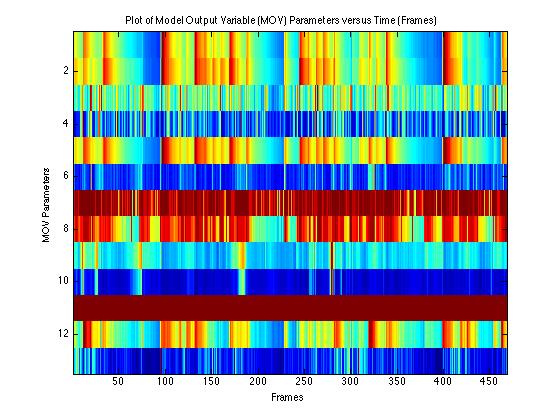 Plot of Model Output Variable (MOV) Parameters versus Time (Frames)
MOV Parameters
2
4
6
8
10
12
50 100 150 200 250 300 350 400 450
Frames